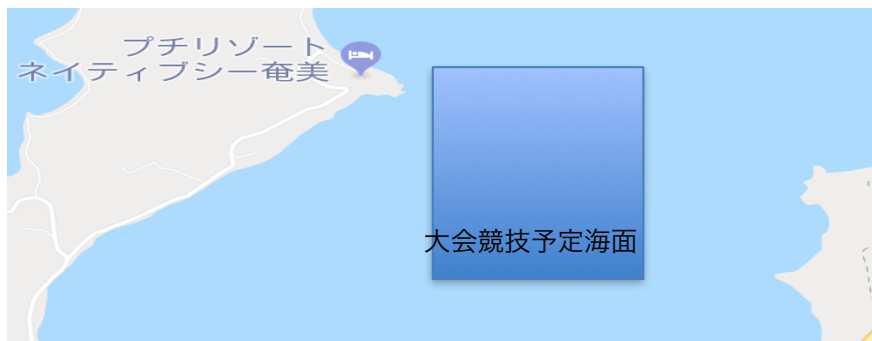 プチリゾート
ネイティブシー奄美
大会競技予定海面